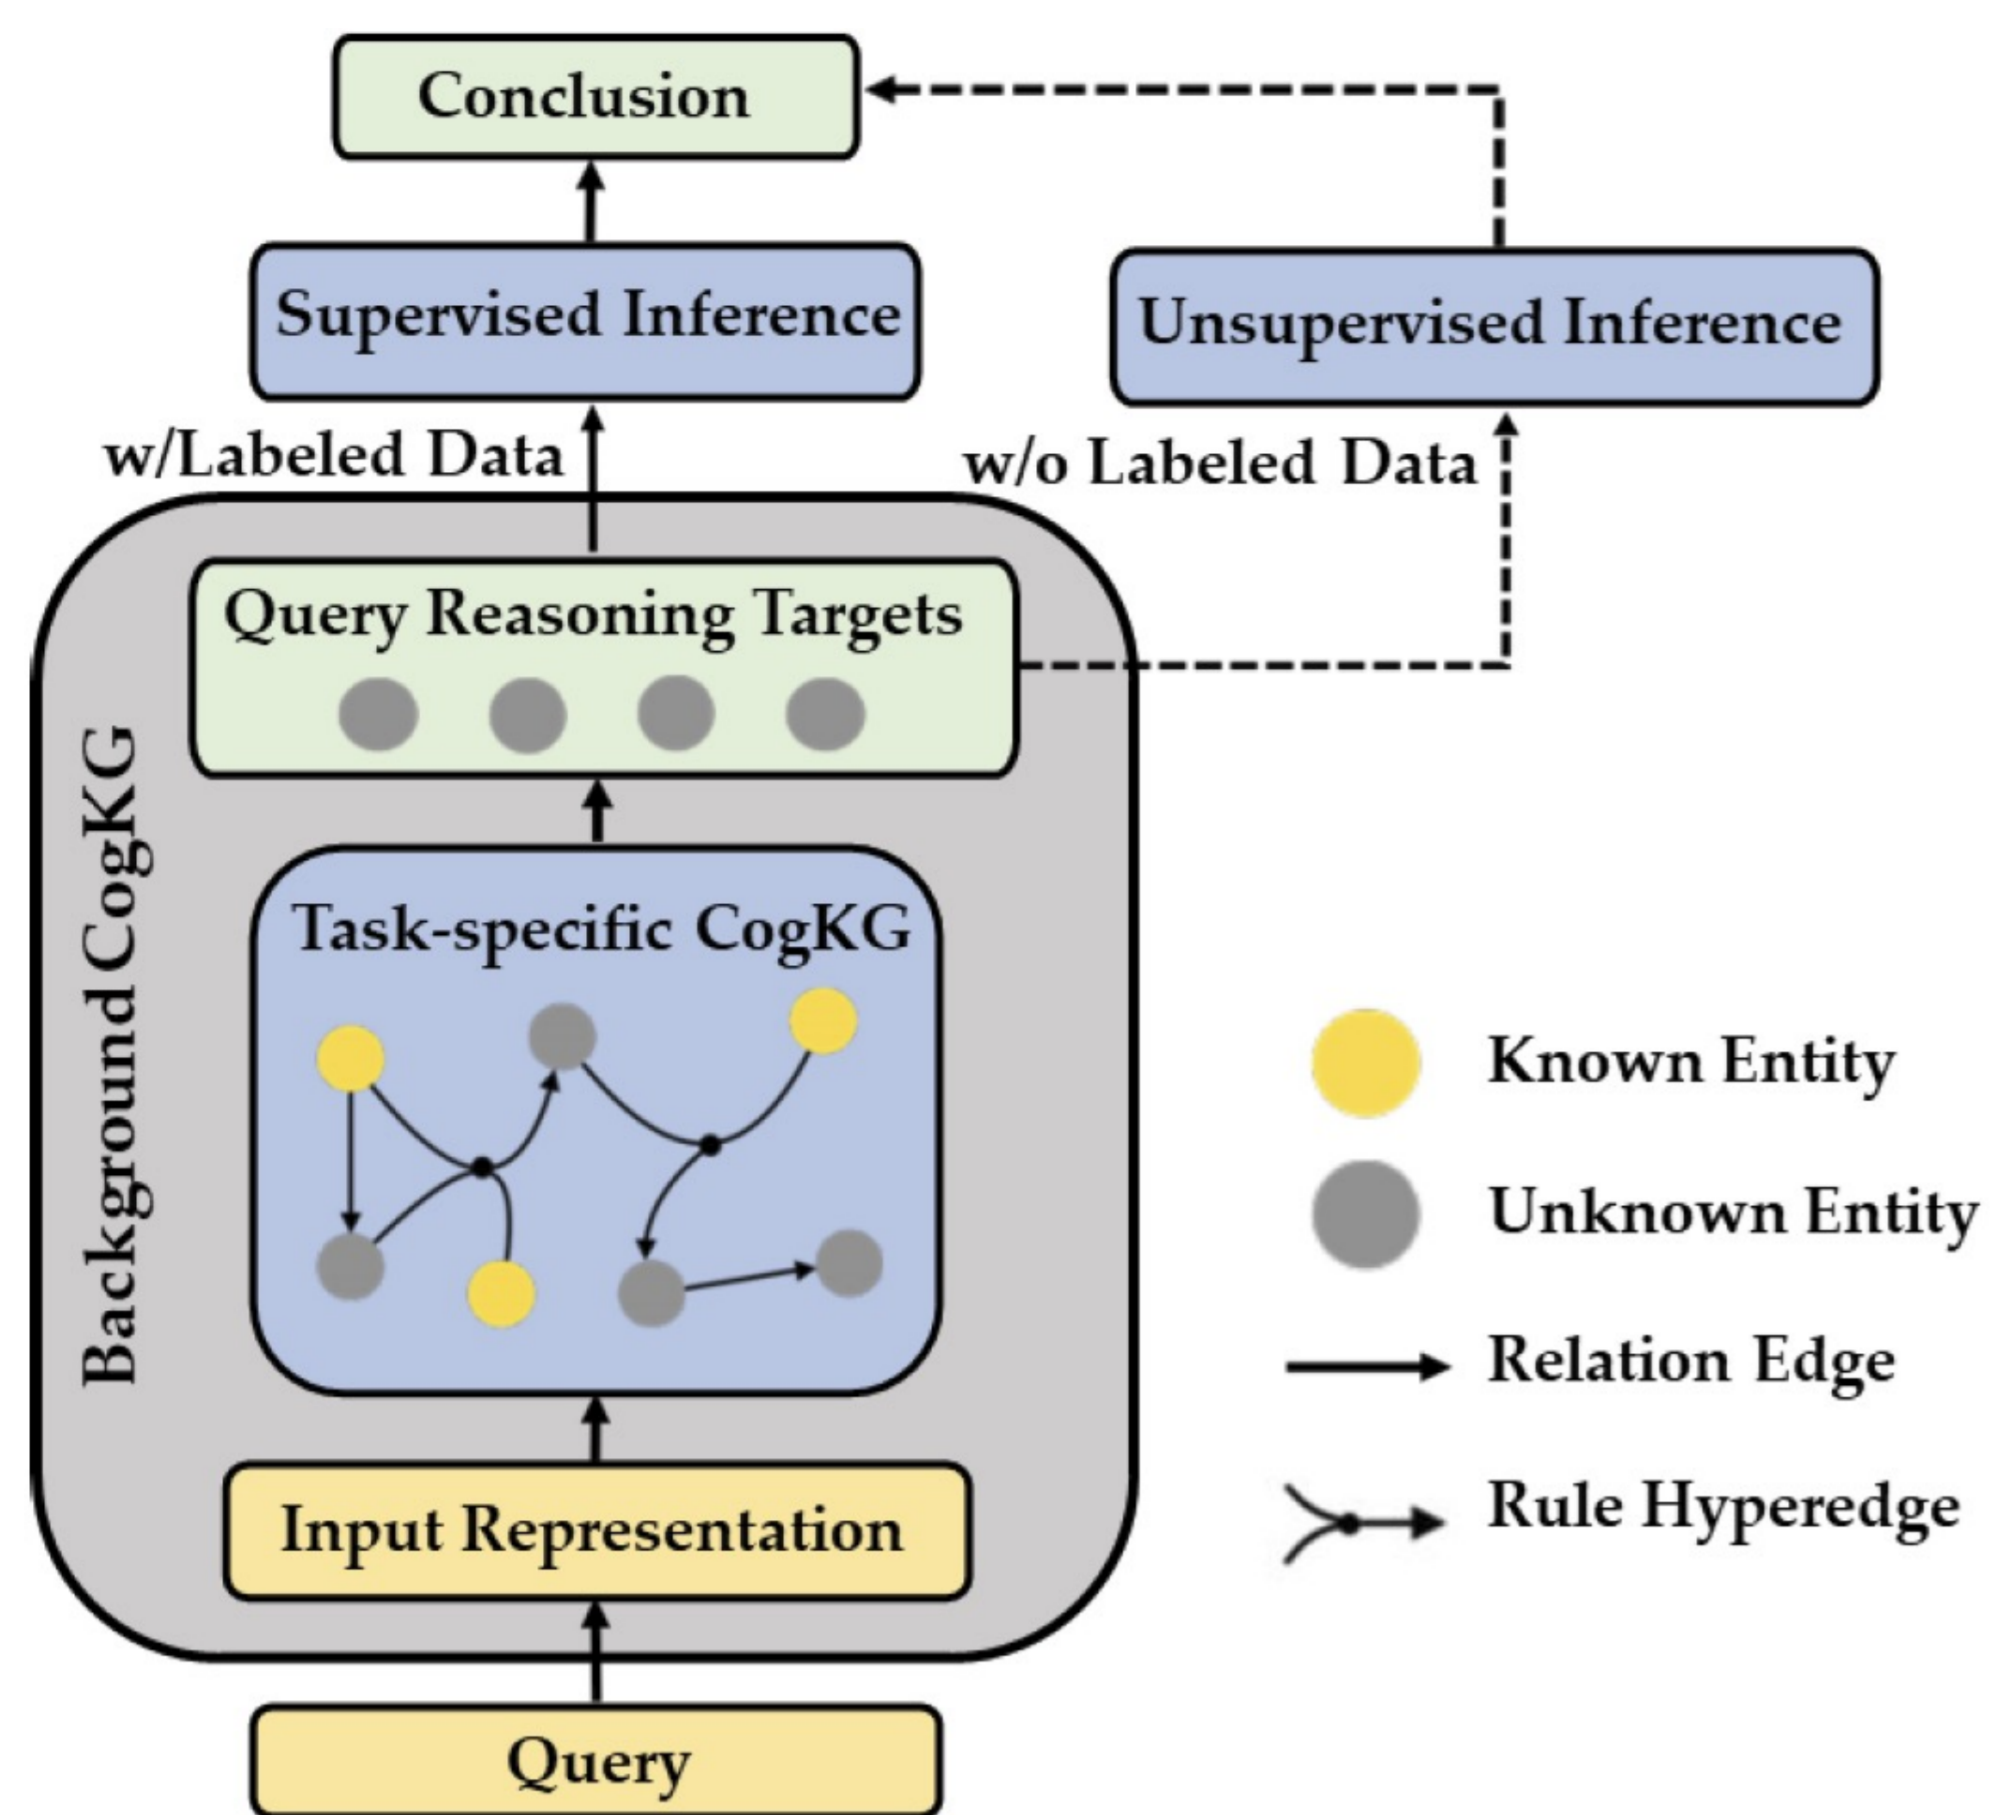 Conclusion
Supervised Inference
Unsupervised Inference
w/Labeled Data
w/o Labeled Data
Query Reasoning Targets
Background CogKG
Task-specific CogKG
Known Entity
Unknown Entity
Relation Edge
Rule Hyperedge
Input Representation
Query